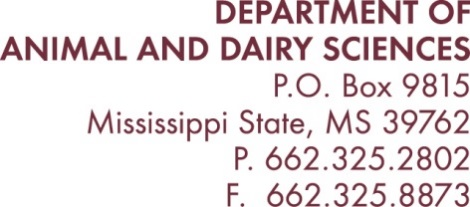 DEPARTMENT OF
ANIMAL AND DAIRY SCIENCES
P.O. Box 9815
Mississippi State, MS 39762
P. 662.325.2802
F. 662.325.8873